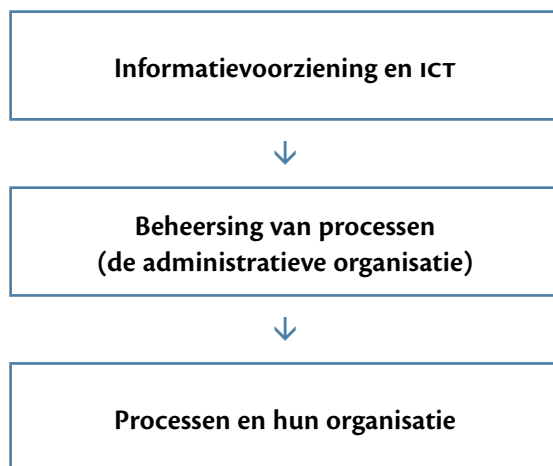 Informatievoorziening en ICT
Beheersing van processen
(de administratieve organisatie)
Processen en hun organisatie